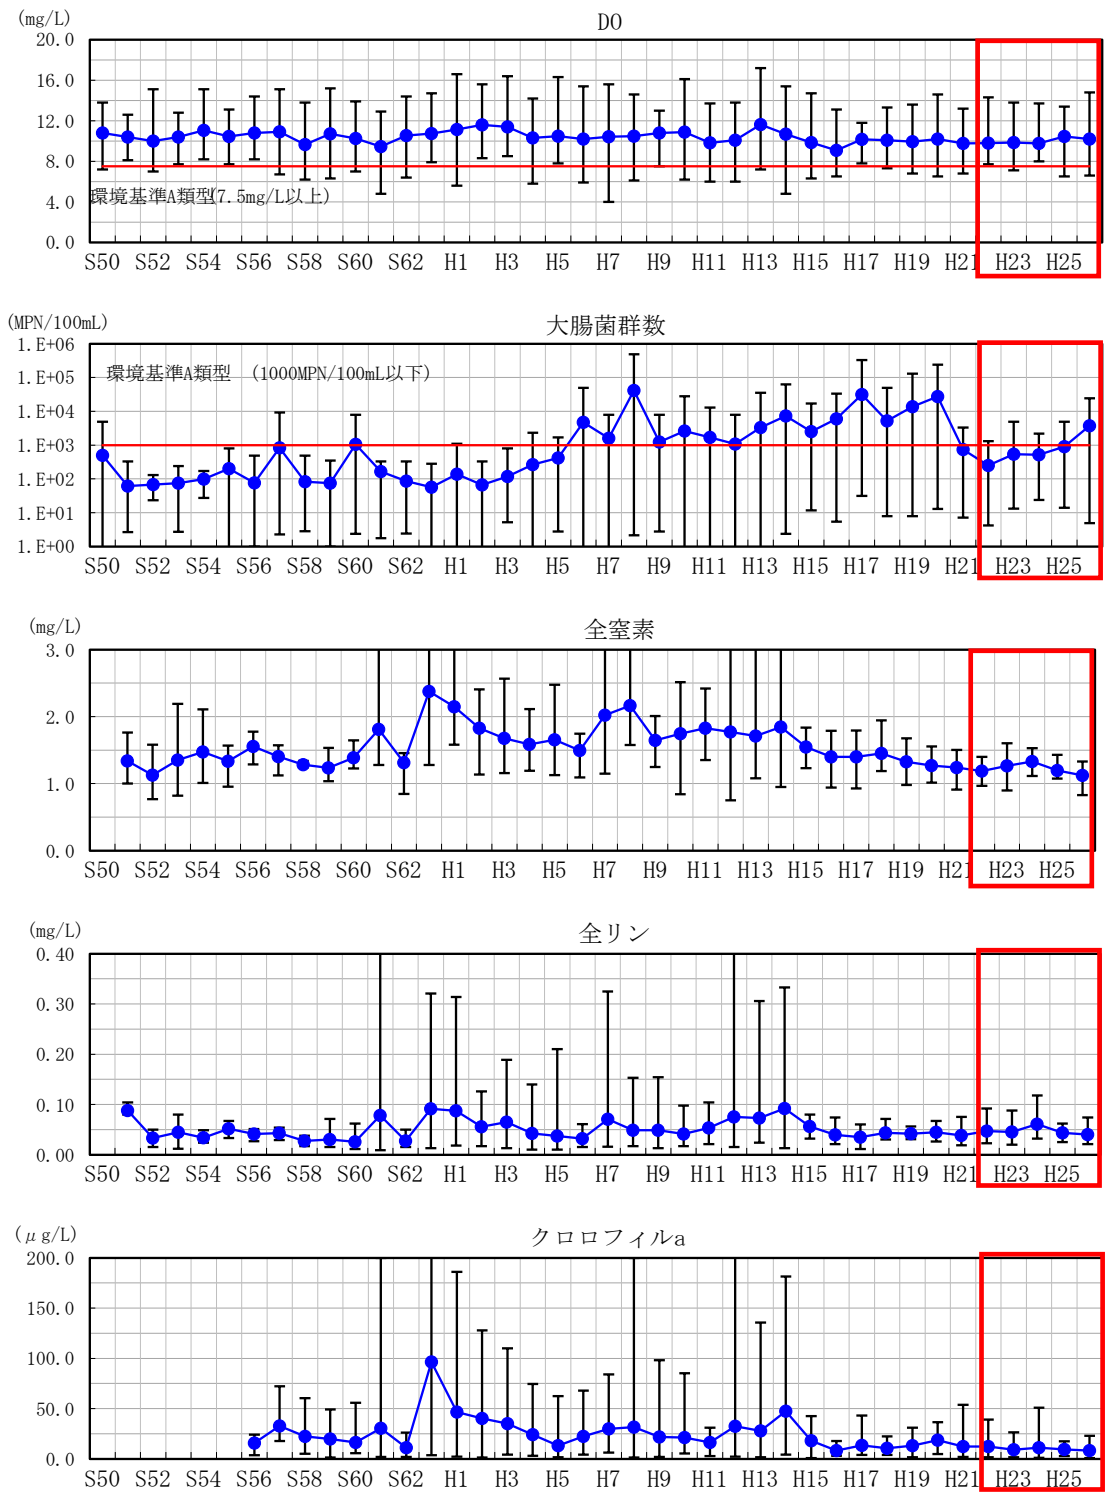 (mg/L)
DO
20.0
16.0
12.0
8.0
環境基準A類型(7.5mg/L以上)
4.0
0.0
S50 S52 S54 S56 S58 S60 S62 H1 H3 H5 H7 H9 H11 H13 H15 H17 H19 H21 H23 H25
(MPN/100mL)
大腸菌群数
1.E+06
環境基準A類型 (1000MPN/100mL以下)
1.E+05
1.E+04
1.E+03
1.E+02
1.E+01
1.E+00
S50 S52 S54 S56 S58 S60 S62 H1 H3 H5 H7 H9 H11 H13 H15 H17 H19 H21 H23 H25
(mg/L)
全窒素
3.0
2.0
1.0
0.0
S50 S52 S54 S56 S58 S60 S62 H1 H3 H5 H7 H9 H11 H13 H15 H17 H19 H21 H23 H25
(mg/L)
全リン
0.40
0.30
0.20
0.10
0.00
S50 S52 S54 S56 S58 S60 S62 H1 H3 H5 H7 H9 H11 H13 H15 H17 H19 H21 H23 H25
(μg/L)
クロロフィルa
200.0
150.0
100.0
50.0
0.0
S50 S52 S54 S56 S58 S60 S62 H1 H3 H5 H7 H9 H11 H13 H15 H17 H19 H21 H23 H25